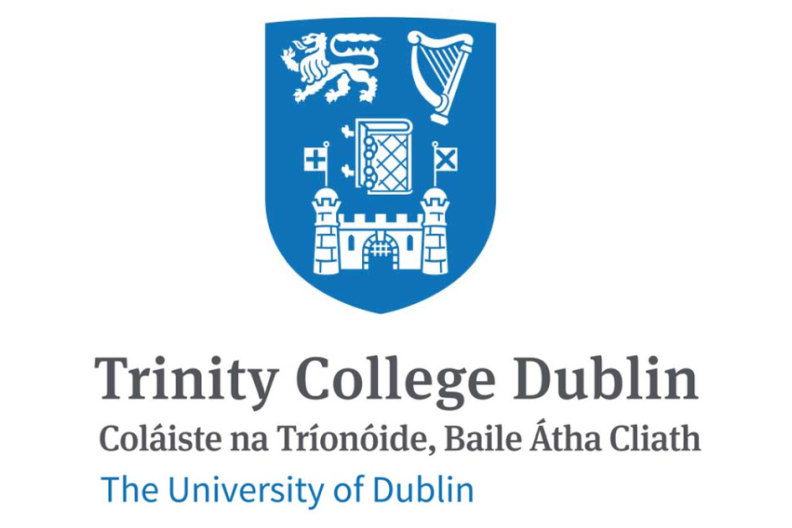 Trinity College Dublin
Coláiste na Tríonóide, Baile Átha Cliath
The University of Dublin